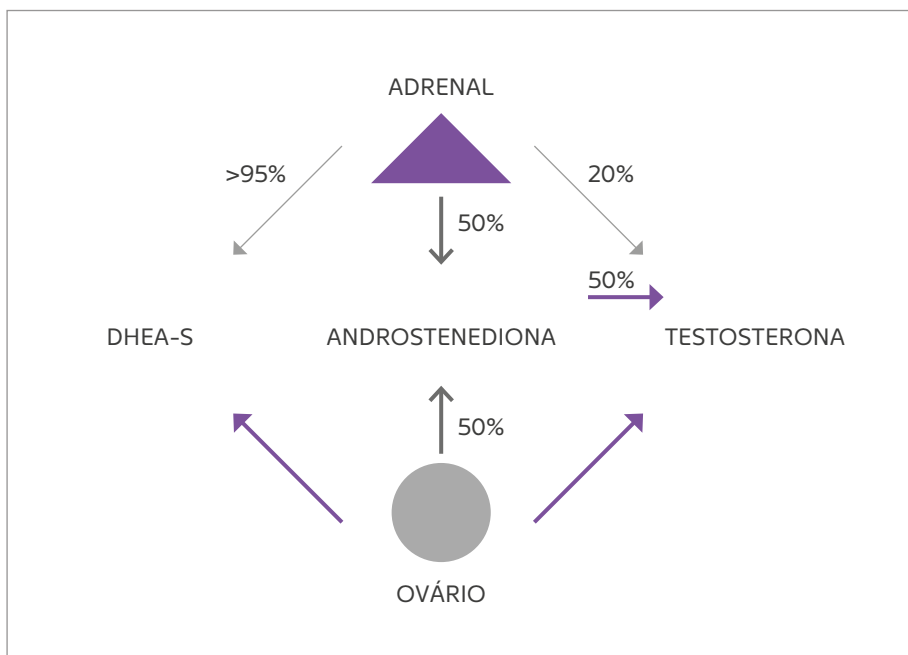 ADRENAL
>95%
20%
50%
50%
DHEA-S
ANDROSTENEDIONA
TESTOSTERONA
50%
OVÁRIO